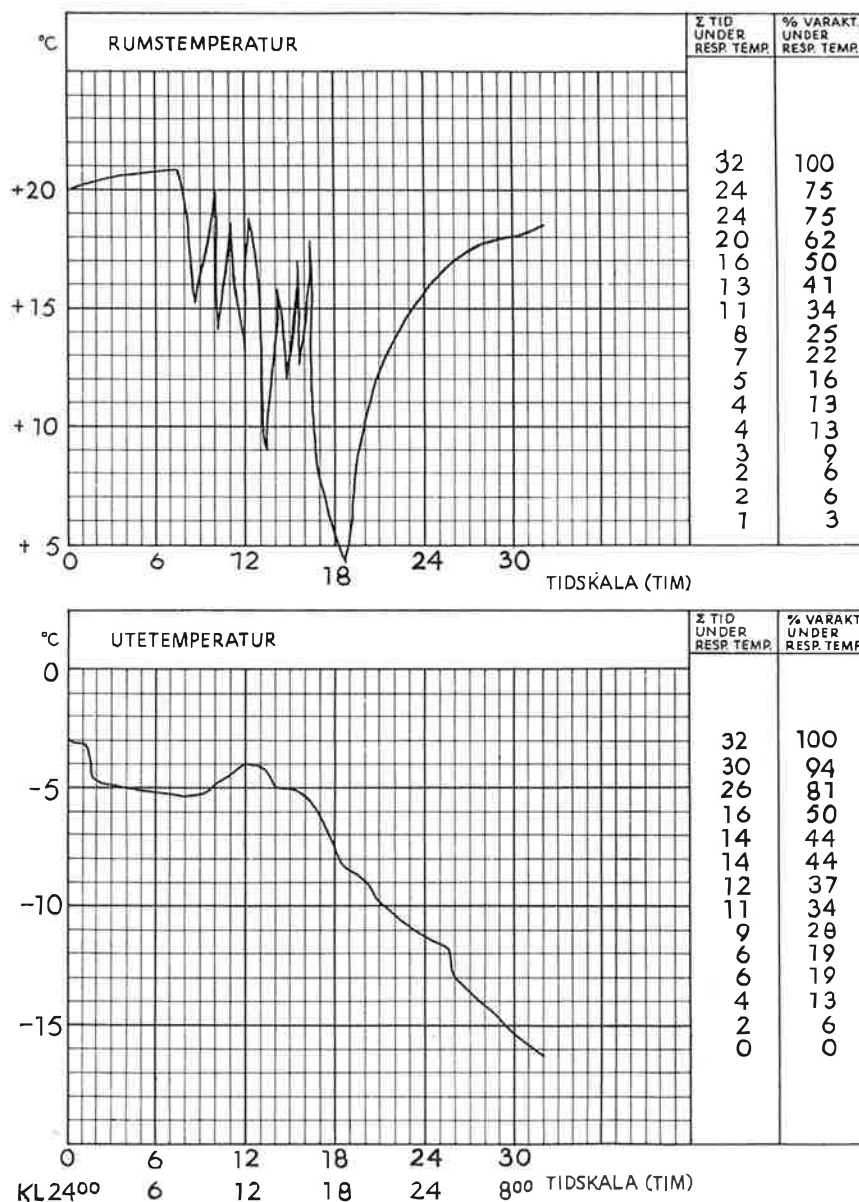 °C RUMSTEMPERATUR
Σ TID UNDER RESP. TEMP.
% VARAKT. UNDER RESP. TEMP.
32 100
+20 24 75
24 75
20 62
16 50
13 41
+15 11 34
8 25
7 22
5 16
4 13
+10 4 13
3 9
2 6
2 6
1 3
+5
0 6 12 18 24 30
TIDSKALA (TIM)
°C UTETEMPERATUR
Σ TID UNDER RESP. TEMP.
% VARAKT. UNDER RESP. TEMP.
0
32 100
30 94
-5 26 81
16 50
14 44
14 44
12 37
-10 11 34
9 28
6 19
6 19
4 13
-15 2 6
0 0
0 6 12 18 24 30
KL 24⁰⁰ 6 12 18 24 8⁰⁰ TIDSKALA (TIM)